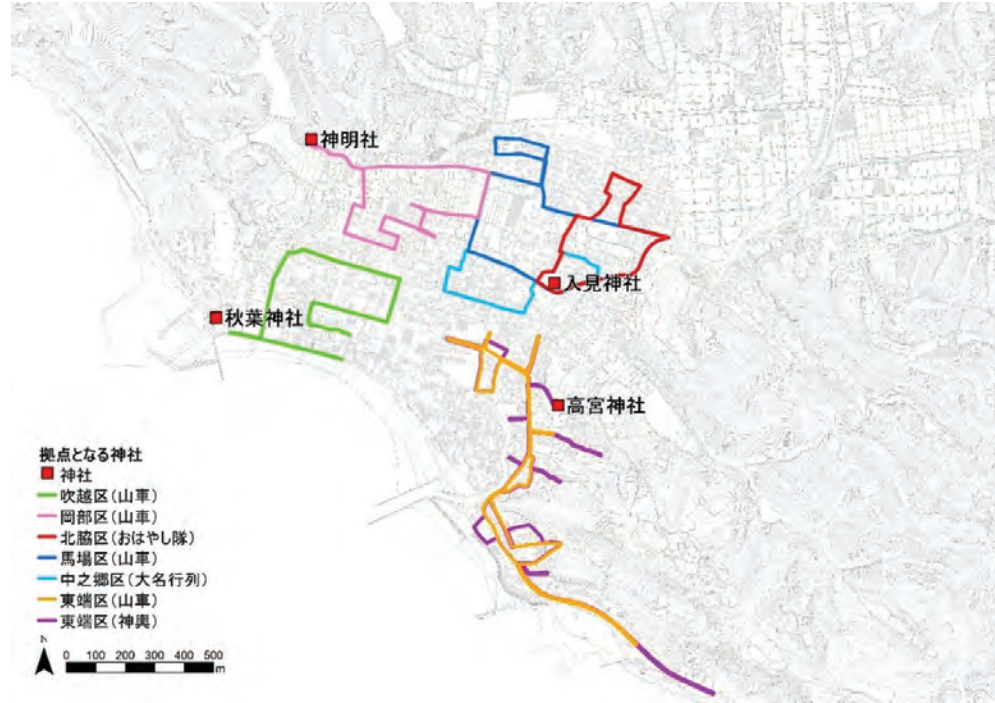 神明社
入見神社
秋葉神社
高宮神社
拠点となる神社
神社
吹越区(山車)
岡部区(山車)
北脇区(おはやし隊)
馬場区(山車)
中之郷区(大名行列)
東端区(山車)
東端区(神輿)
N
0 100 200 300 400 500
m